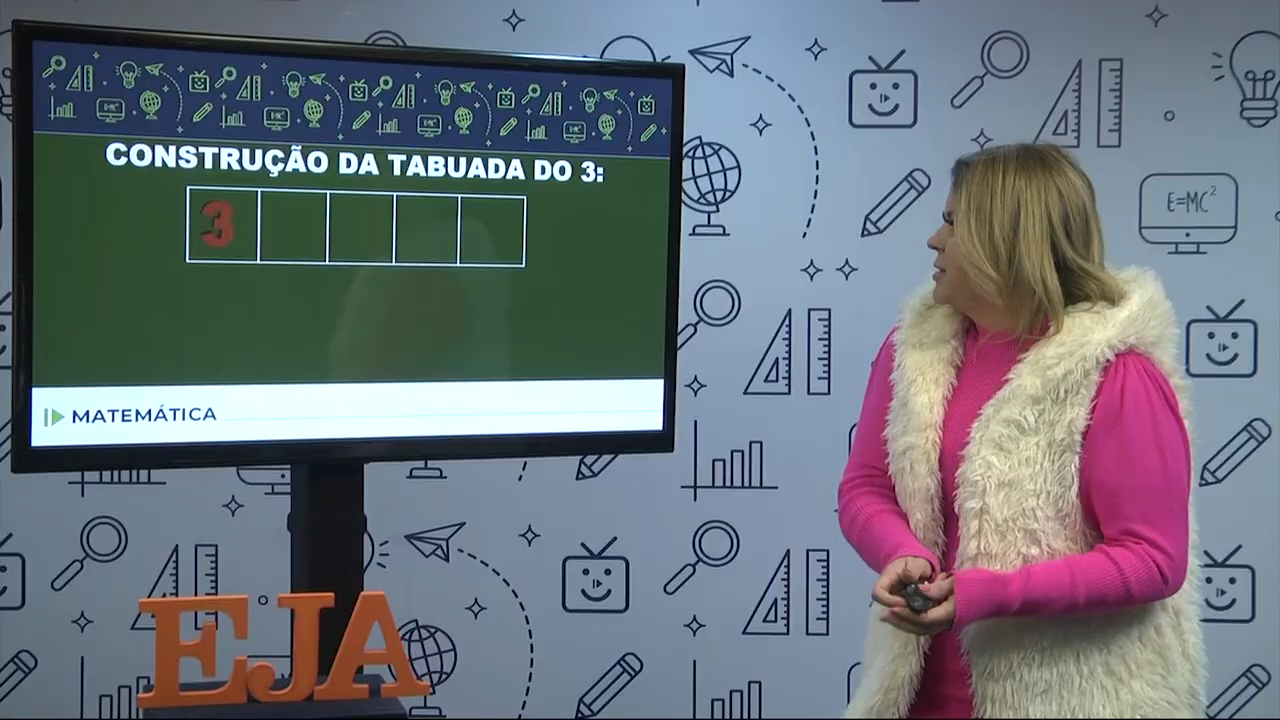 CONSTRUÇÃO DA TABUADA DO 3:
3
MATEMÁTICA
EJA
E=MC²